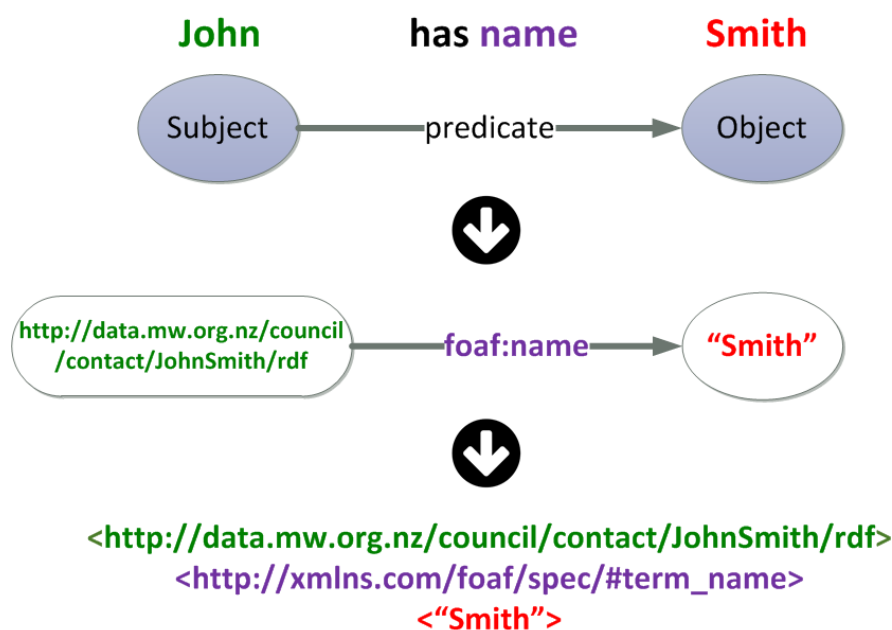 John has name Smith
Subject predicate Object
http://data.mw.org.nz/council
/contact/JohnSmith/rdf
foaf:name
“Smith”
<http://data.mw.org.nz/council/contact/JohnSmith/rdf>
<http://xmlns.com/foaf/spec/#term_name>
<“Smith”>